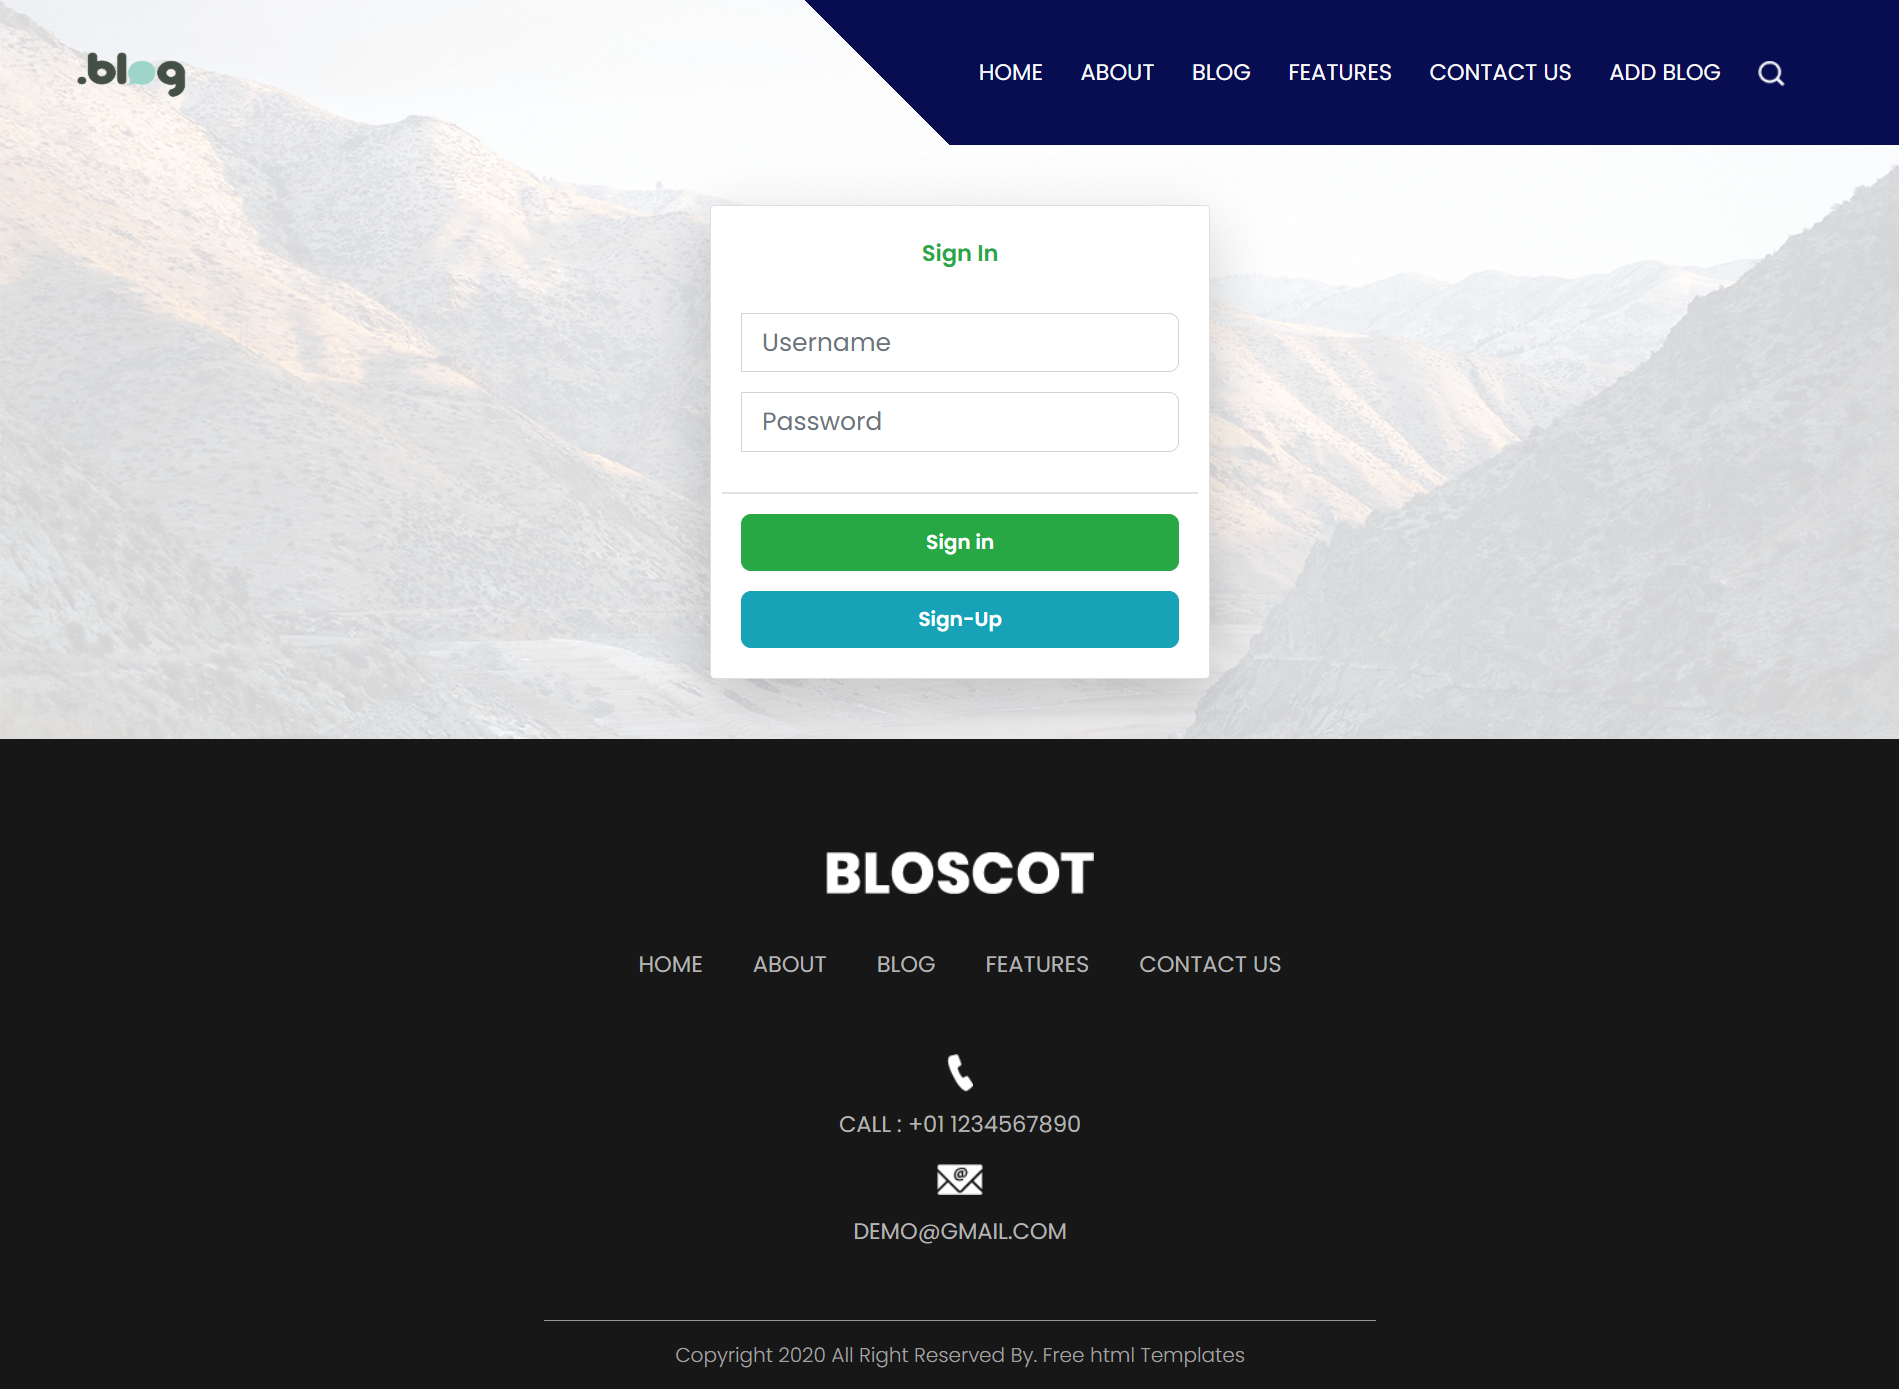 .blog
HOME ABOUT BLOG FEATURES CONTACT US ADD BLOG
Sign In
Username
Password
Sign in
Sign-Up
BLOSCOT
HOME ABOUT BLOG FEATURES CONTACT US
CALL : +01 1234567890
@
DEMO@GMAIL.COM
Copyright 2020 All Right Reserved By. Free html Templates